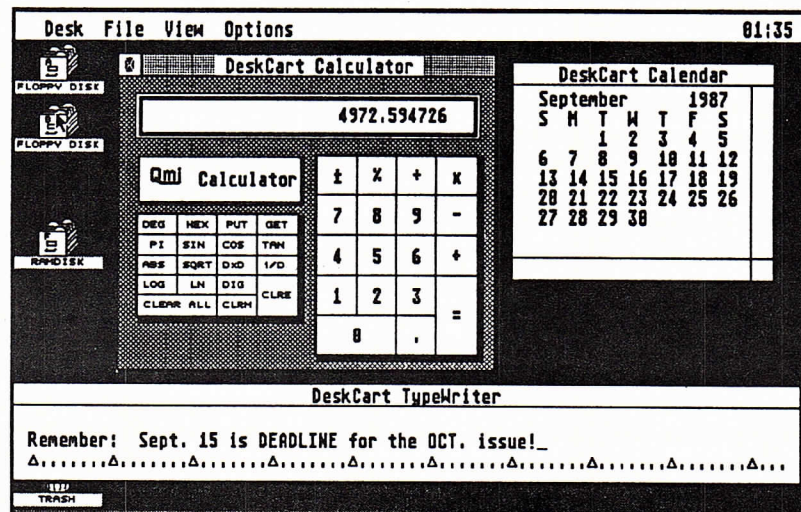 Desk File View Options 01:35
FLOPPY DISK
FLOPPY DISK
RAMDISK
TRASH
DeskCart Calculator
4972.594726
Qmi Calculator
DEG HEX PUT GET
PI SIN COS TAN
ABS SQRT DXD 1/D
LOG LN DIG CLRE
CLEAR ALL CLRM
± % ÷ x
7 8 9 -
4 5 6 +
1 2 3 =
0 .
DeskCart Calendar
September 1987
S M T W T F S
1 2 3 4 5
6 7 8 9 10 11 12
13 14 15 16 17 18 19
20 21 22 23 24 25 26
27 28 29 30
DeskCart TypeWriter
Remember: Sept. 15 is DEADLINE for the OCT. issue!_